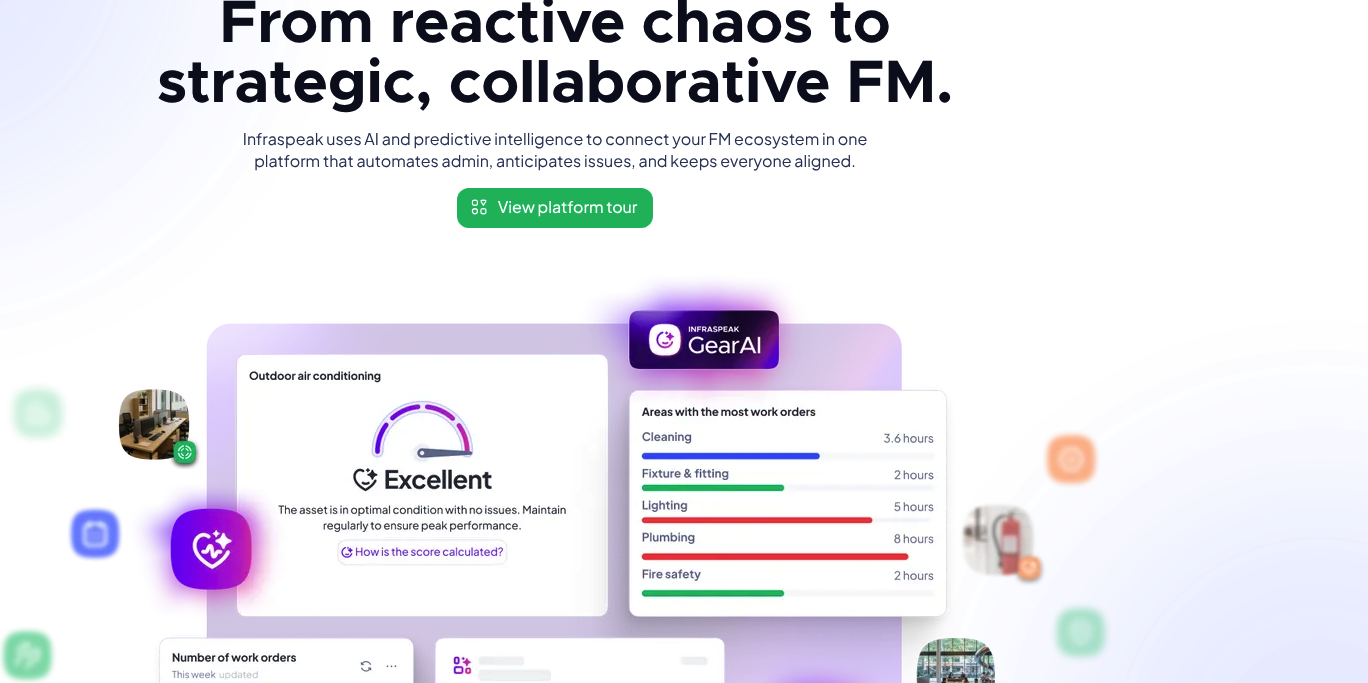 From reactive chaos to
strategic, collaborative FM.
Infraspeak uses AI and predictive intelligence to connect your FM ecosystem in one
platform that automates admin, anticipates issues, and keeps everyone aligned.
View platform tour
INFRASPEAK
GearAI
Outdoor air conditioning
Excellent
The asset is in optimal condition with no issues. Maintain
regularly to ensure peak performance.
How is the score calculated?
Areas with the most work orders
Cleaning 3.6 hours
Fixture & fitting 2 hours
Lighting 5 hours
Plumbing 8 hours
Fire safety 2 hours
Number of work orders
This week updated